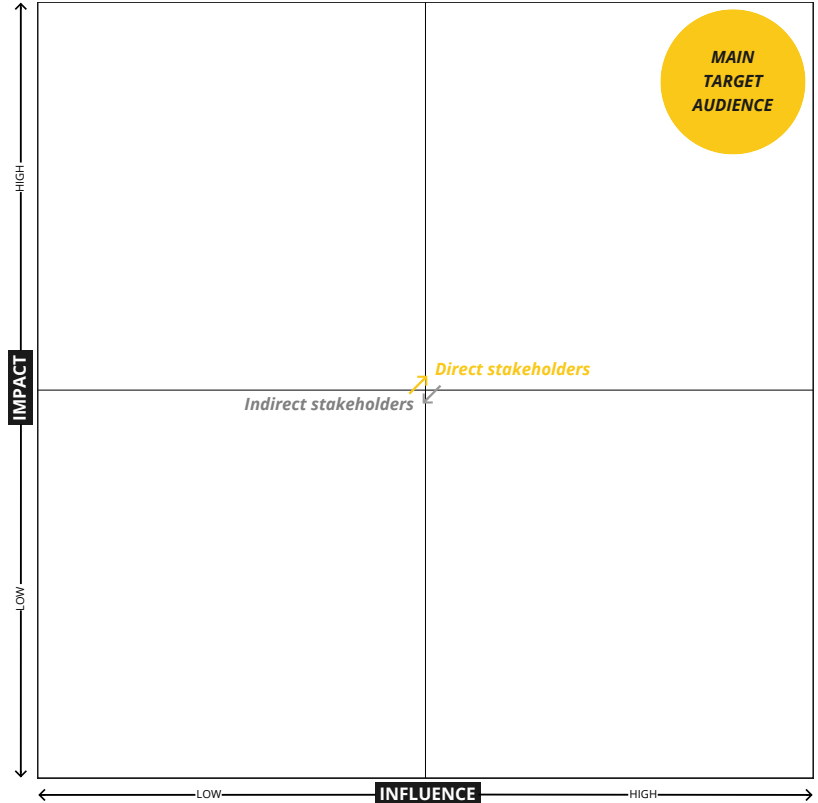 MAIN
TARGET
AUDIENCE
HIGH
Direct stakeholders
IMPACT
Indirect stakeholders
LOW
LOW
INFLUENCE
HIGH